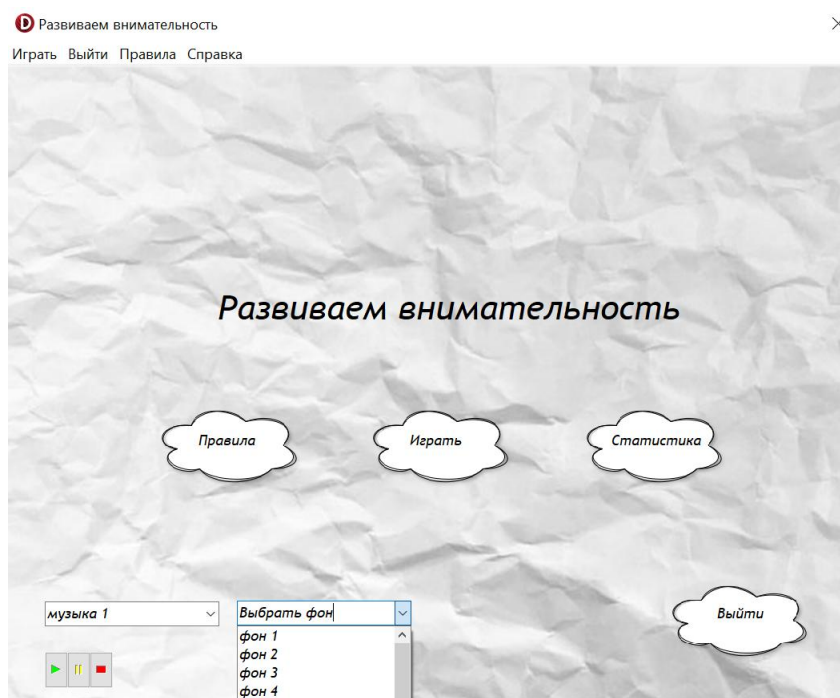 Развиваем внимательность
Играть Выйти Правила Справка
Развиваем внимательность
Правила
Играть
Статистика
музыка 1
Выбрать фон
Выйти
фон 1
фон 2
фон 3
фон 4